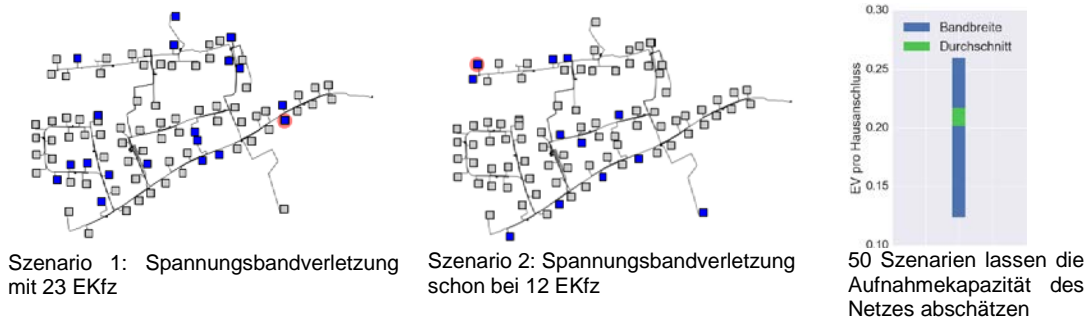 0.30
Bandbreite
Durchschnitt
0.25
0.20
0.15
0.10
EV pro Hausanschluss
Szenario 1: Spannungsbandverletzung
mit 23 EKfz
Szenario 2: Spannungsbandverletzung
schon bei 12 EKfz
50 Szenarien lassen die
Aufnahmekapazität des
Netzes abschätzen